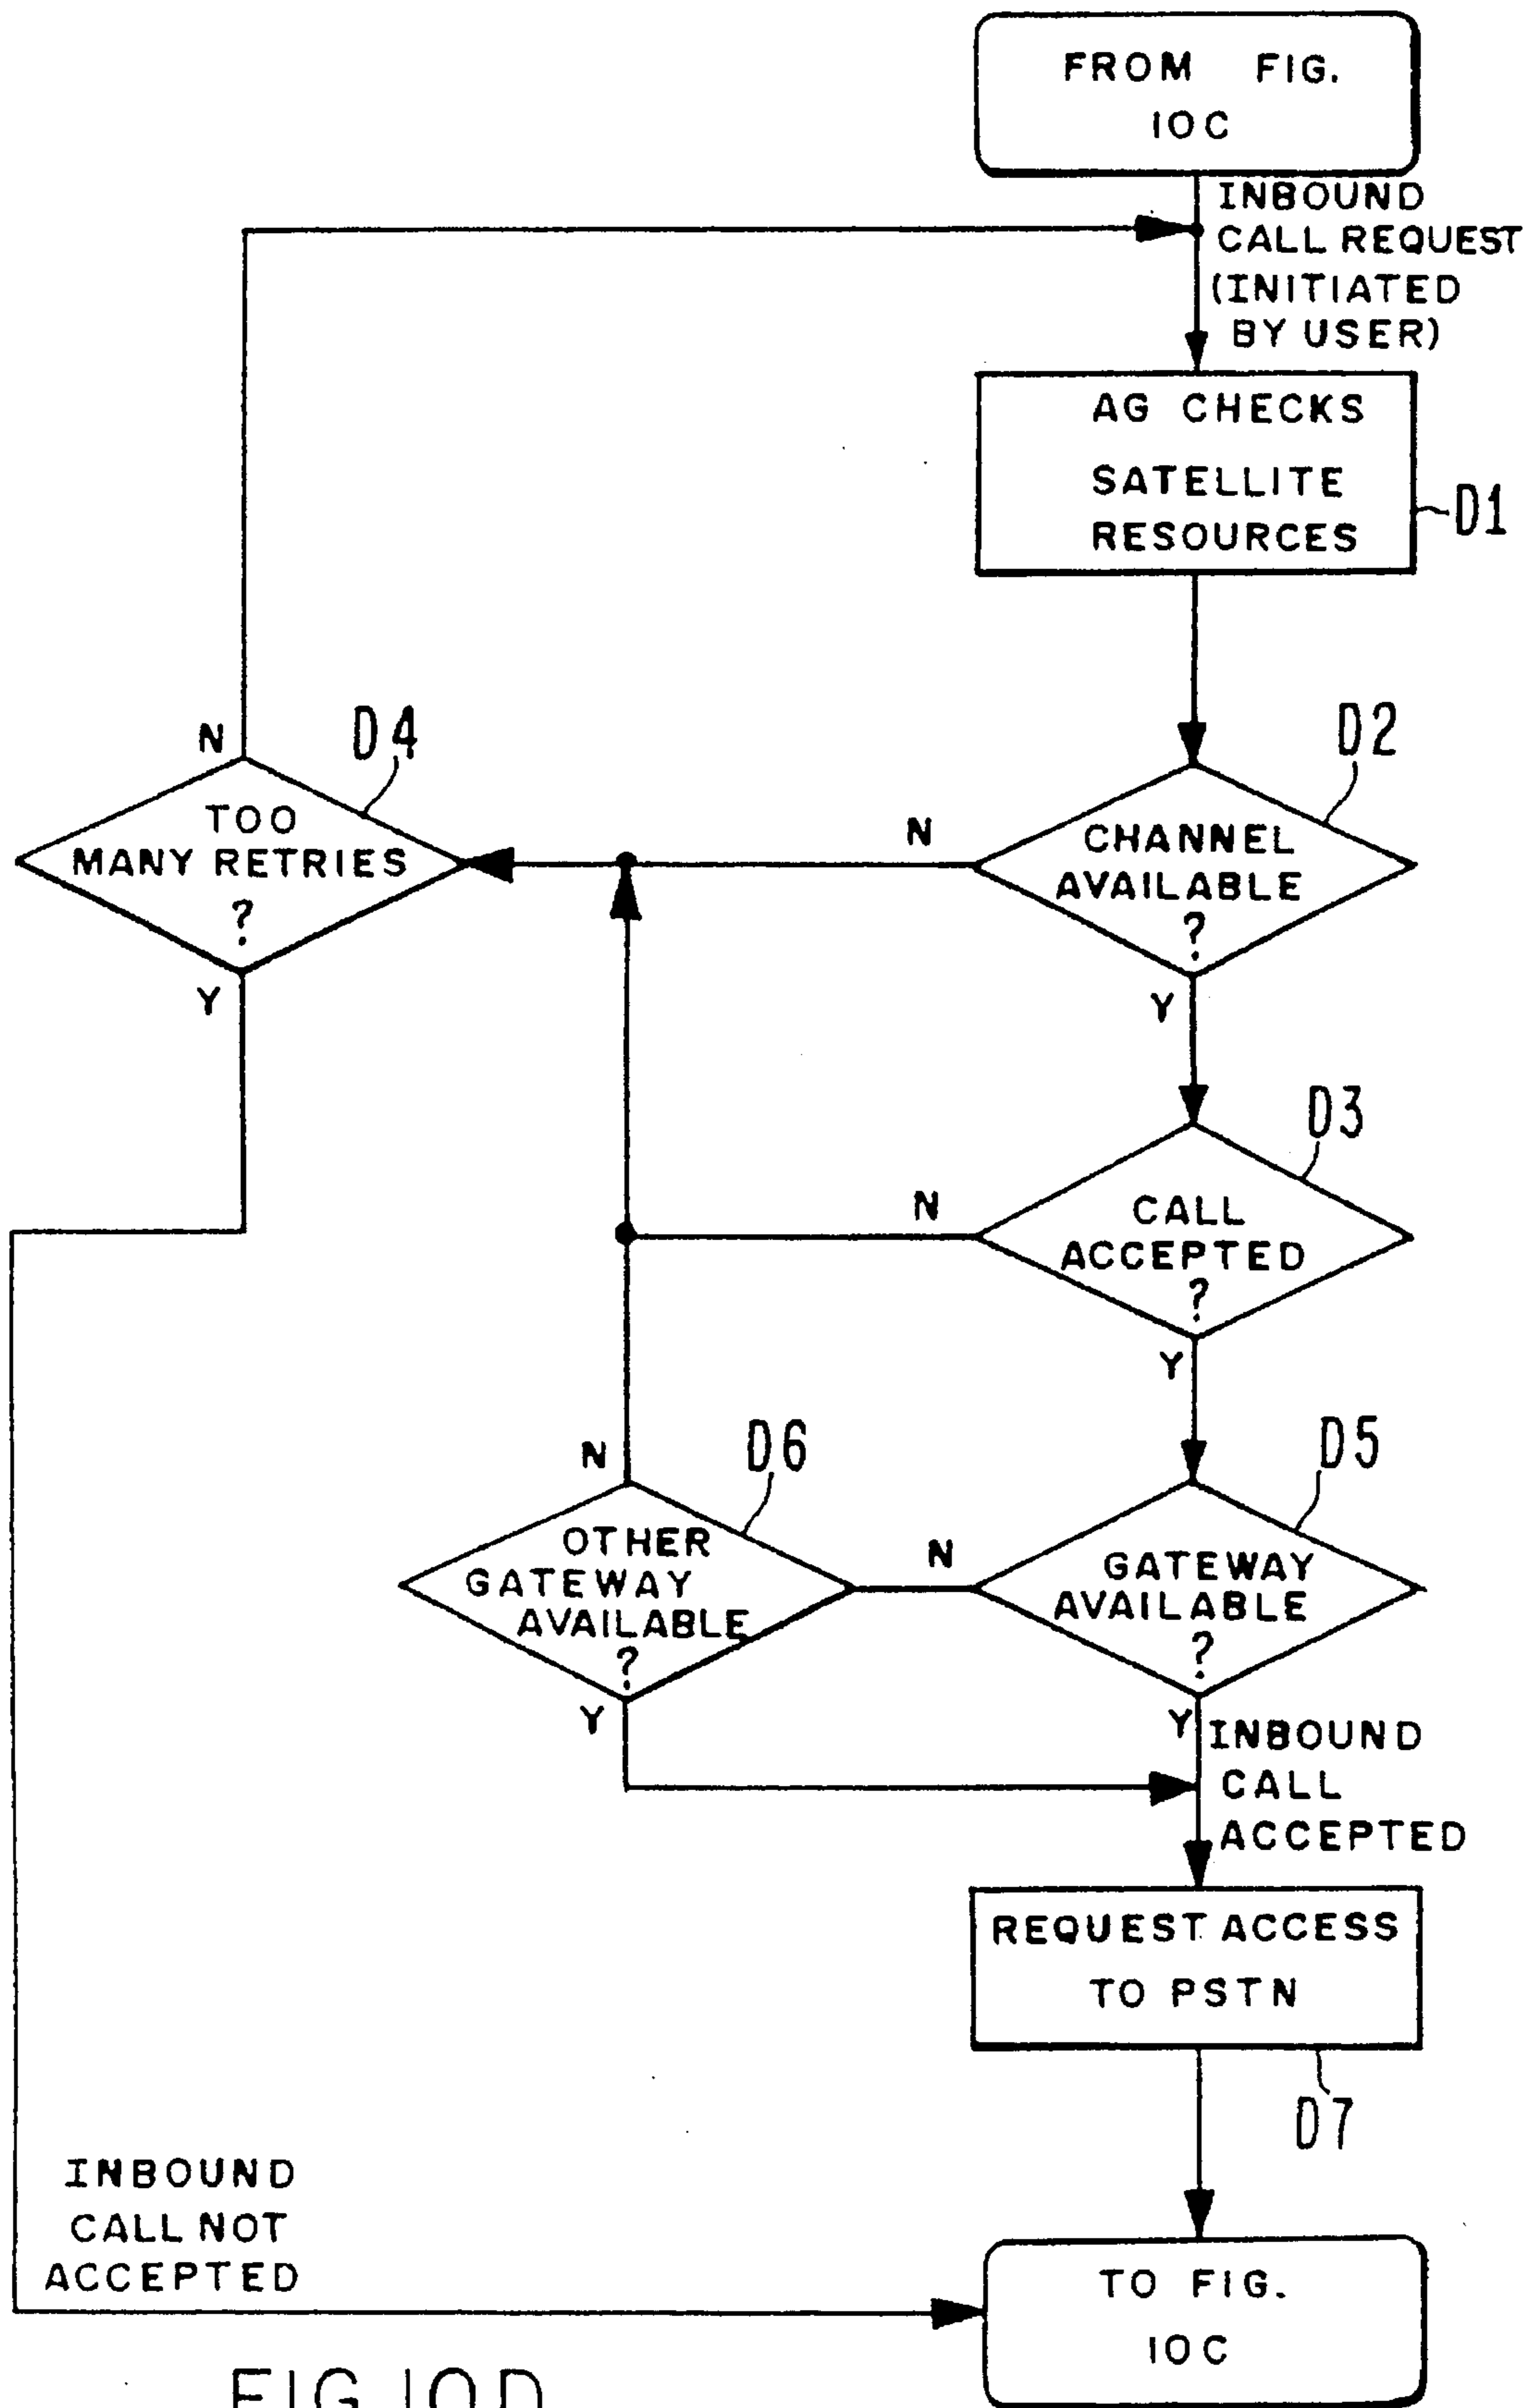 FROM FIG.
10C
INBOUND
CALL REQUEST
(INITIATED
BY USER)
AG CHECKS
SATELLITE
RESOURCES
D1
N
D4
TOO
MANY RETRIES
?
Y
N
D2
CHANNEL
AVAILABLE
?
Y
N
D3
CALL
ACCEPTED
?
Y
N
D6
OTHER
GATEWAY
AVAILABLE
?
Y
N
D5
GATEWAY
AVAILABLE
?
Y
INBOUND
CALL
ACCEPTED
REQUEST ACCESS
TO PSTN
D7
INBOUND
CALL NOT
ACCEPTED
TO FIG.
10C
FIG.10D